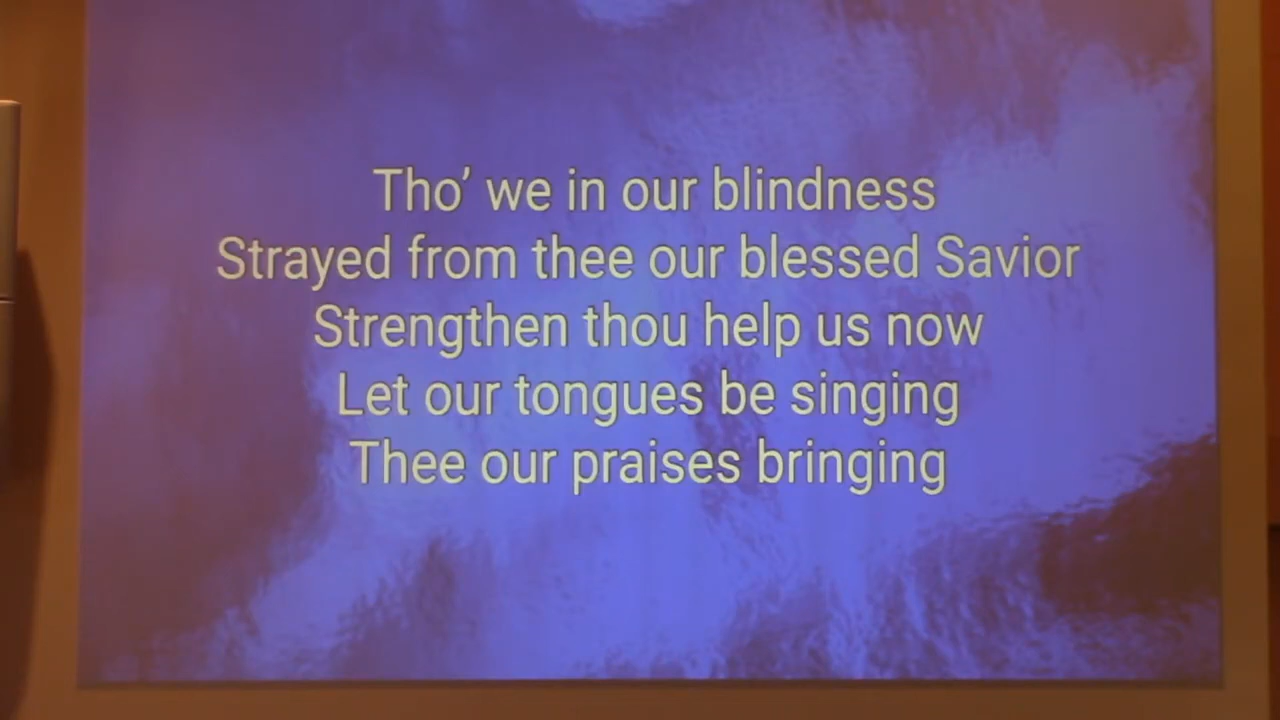 Tho’ we in our blindness
Strayed from thee our blessed Savior
Strengthen thou help us now
Let our tongues be singing
Thee our praises bringing